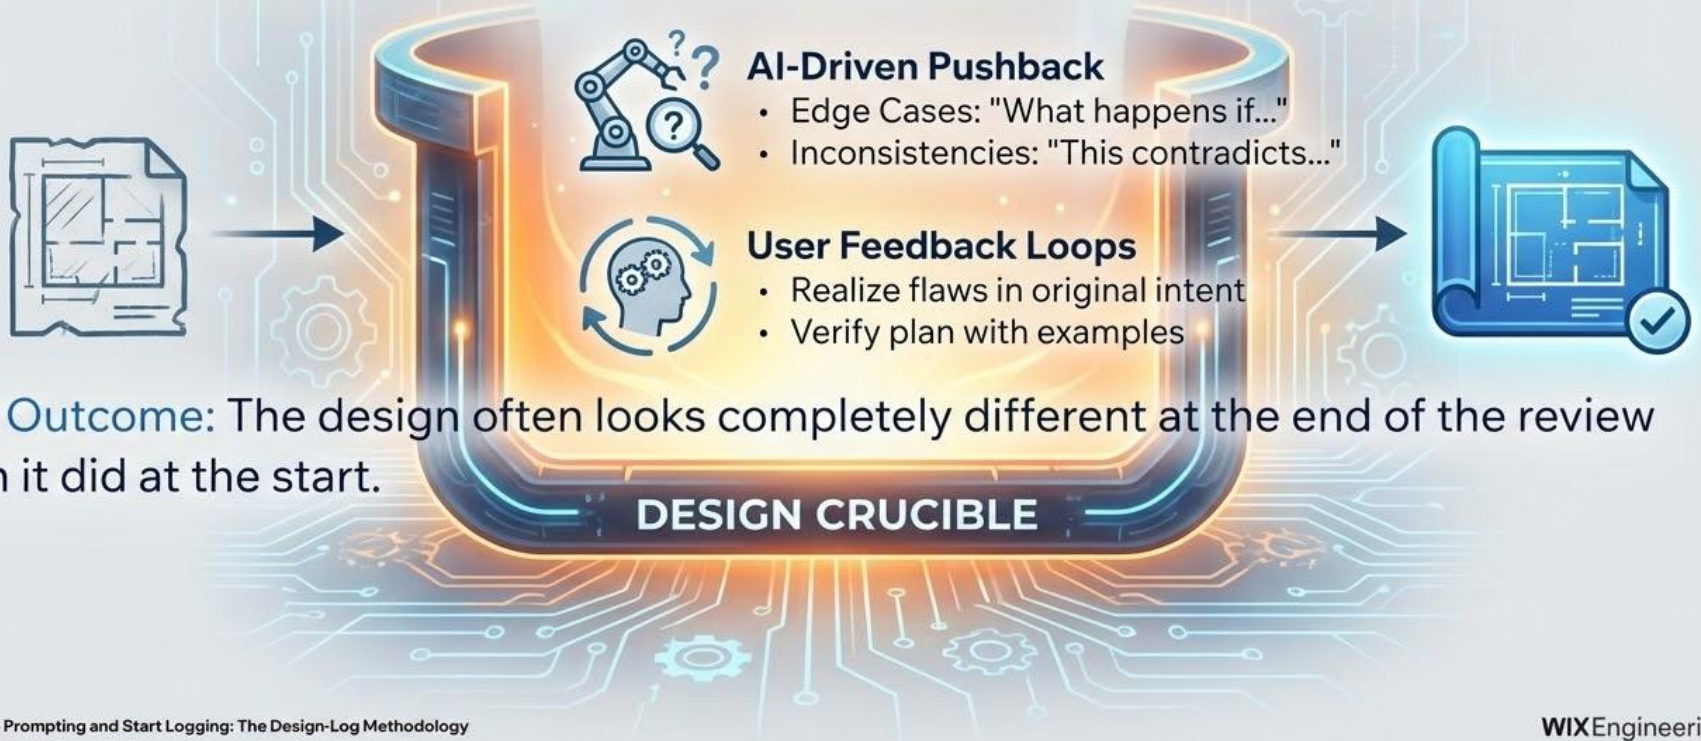 AI-Driven Pushback
• Edge Cases: "What happens if..."
• Inconsistencies: "This contradicts..."
User Feedback Loops
• Realize flaws in original intent
• Verify plan with examples
Outcome: The design often looks completely different at the end of the review
it did at the start.
DESIGN CRUCIBLE
Prompting and Start Logging: The Design-Log Methodology
WIXEngineeri